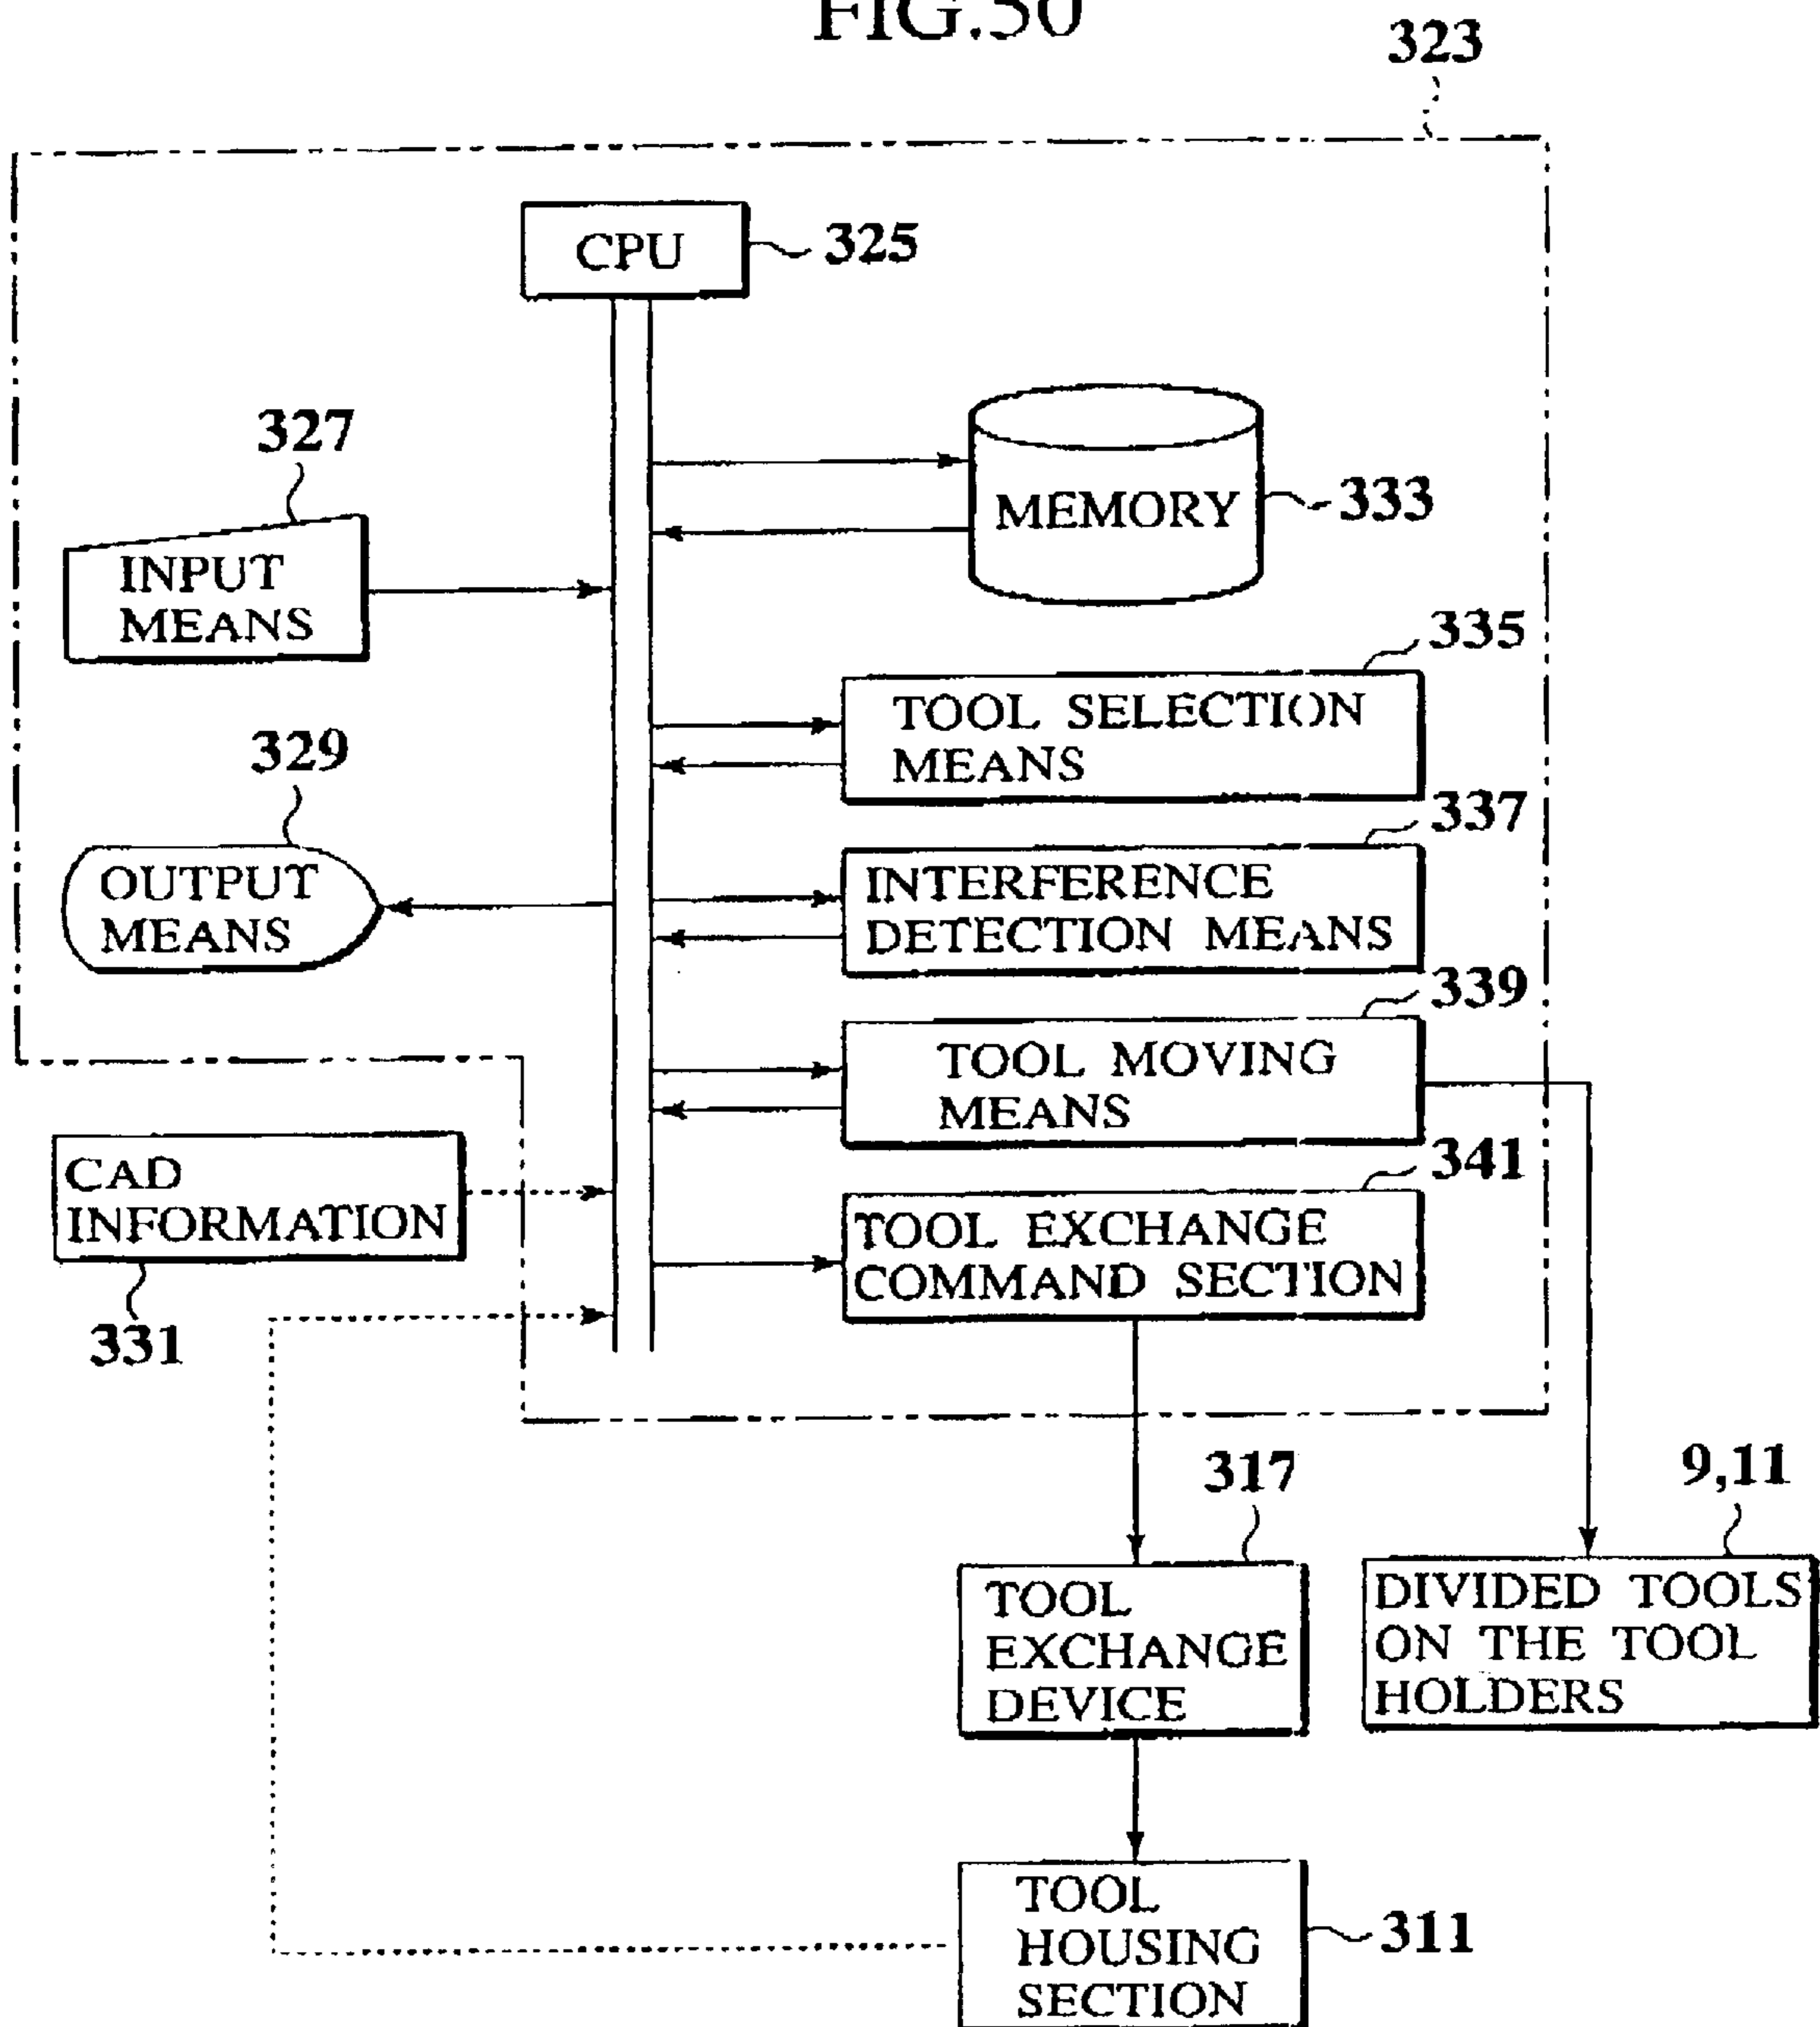 FIG.50
323
CPU
325
327
INPUT
MEANS
MEMORY
333
335
TOOL SELECTION
MEANS
329
OUTPUT
MEANS
337
INTERFERENCE
DETECTION MEANS
339
TOOL MOVING
MEANS
CAD
INFORMATION
331
341
TOOL EXCHANGE
COMMAND SECTION
317
9,11
TOOL
EXCHANGE
DEVICE
DIVIDED TOOLS
ON THE TOOL
HOLDERS
TOOL
HOUSING
SECTION
311